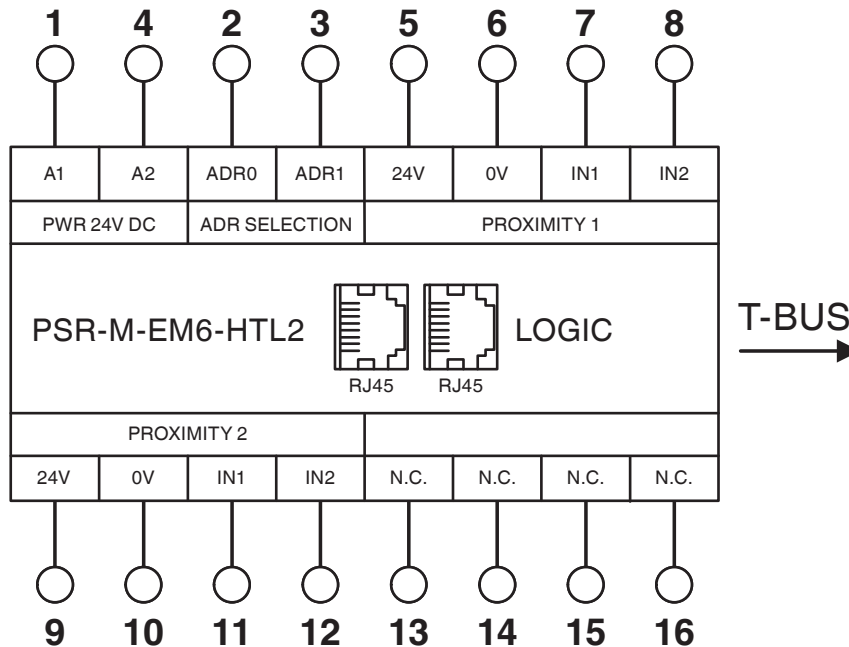 1 4 2 3 5 6 7 8
A1 A2 ADR0 ADR1 24V 0V IN1 IN2
PWR 24V DC ADR SELECTION PROXIMITY 1
PSR-M-EM6-HTL2 LOGIC T-BUS
RJ45 RJ45
PROXIMITY 2
24V 0V IN1 IN2 N.C. N.C. N.C. N.C.
9 10 11 12 13 14 15 16